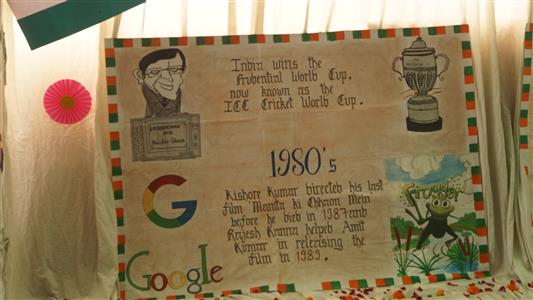 India wins the
Prudential World Cup,
now known as the
ICC Cricket World Cup.
1980's
Kishore Kumar directed his last
film Mamta Ki Chhaon Mein
before he died in 1987 and
Rajesh Khanna helped Amit
Kumar in releasing the
film in 1989.
Frogger
G
Google